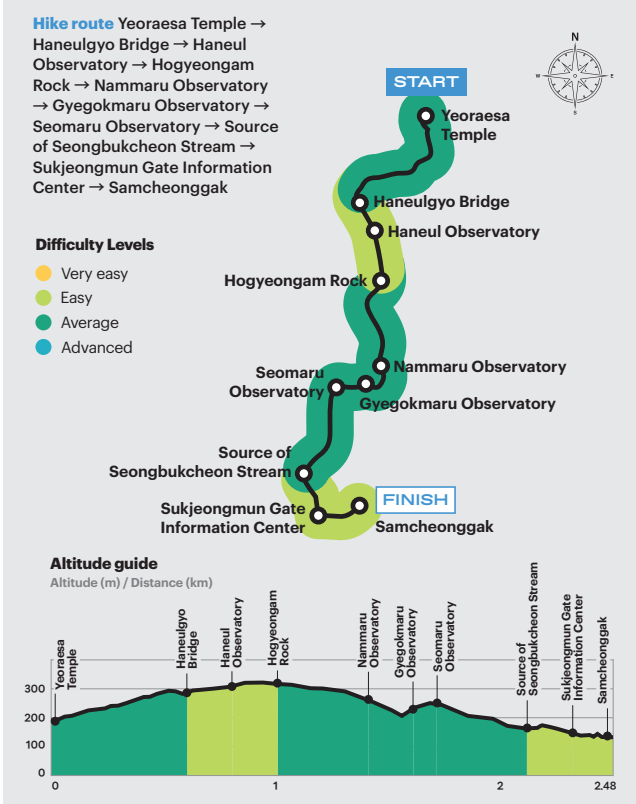 Hike route Yeoraesa Temple →
Haneulgyo Bridge → Haneul
Observatory → Hogyeongam
Rock → Nammaru Observatory
→ Gyegokmaru Observatory →
Seomaru Observatory → Source
of Seongbukcheon Stream →
Sukjeongmun Gate Information
Center → Samcheonggak
N
W
E
S
START
Yeoraesa
Temple
Haneulgyo Bridge
Haneul Observatory
Difficulty Levels
Very easy
Easy
Average
Advanced
Hogyeongam Rock
Nammaru Observatory
Seomaru
Observatory
Gyegokmaru Observatory
Source of
Seongbukcheon Stream
FINISH
Sukjeongmun Gate
Information Center
Samcheonggak
Altitude guide
Altitude (m) / Distance (km)
Yeoraesa
Temple
Haneulgyo
Bridge
Haneul
Observatory
Hogyeongam
Rock
Nammaru
Observatory
Gyegokmaru
Observatory
Seomaru
Observatory
Source of
Seongbukcheon Stream
Sukjeongmun Gate
Information Center
Samcheonggak
300
200
100
0
0
1
2
2.48